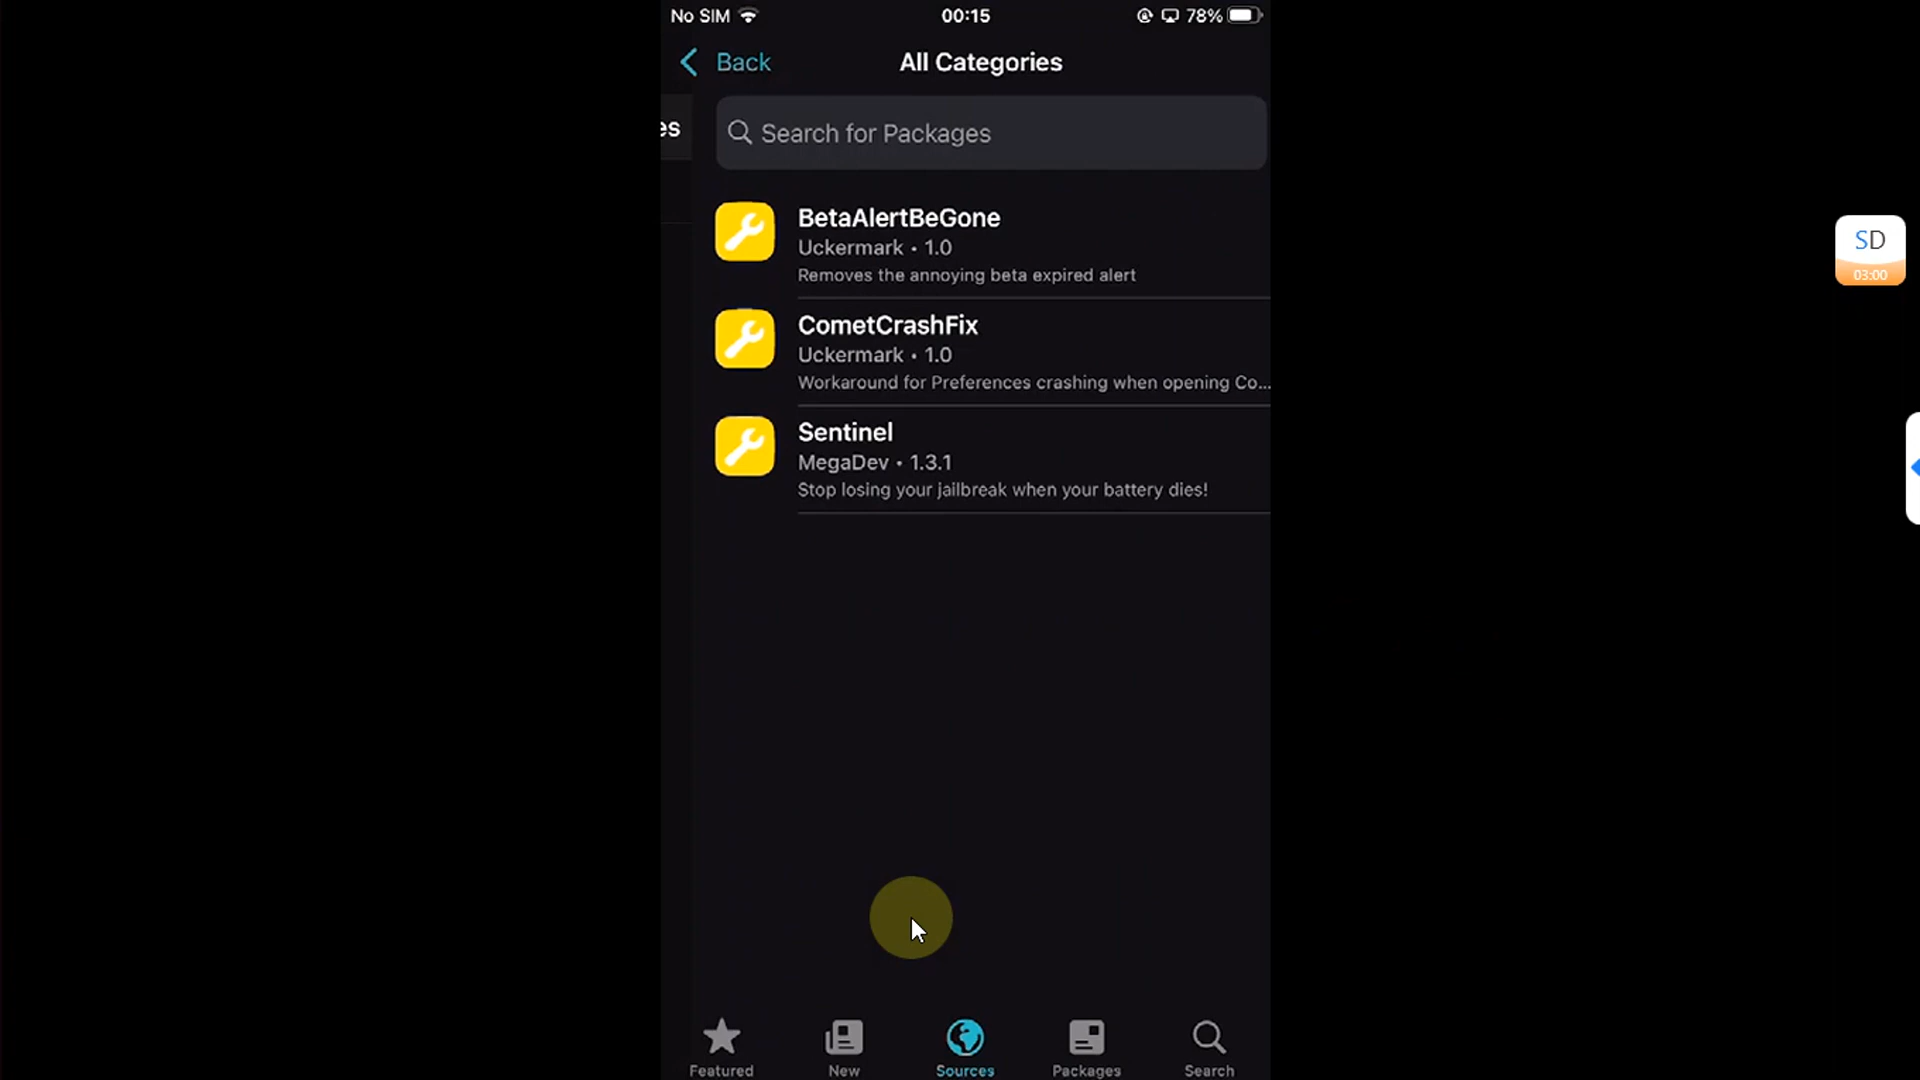 No SIM 00:15 78%
Back All Categories
es
Search for Packages
BetaAlertBeGone
Uckermark • 1.0
Removes the annoying beta expired alert
CometCrashFix
Uckermark • 1.0
Workaround for Preferences crashing when opening Co...
Sentinel
MegaDev • 1.3.1
Stop losing your jailbreak when your battery dies!
Featured New Sources Packages Search
SD
03:00